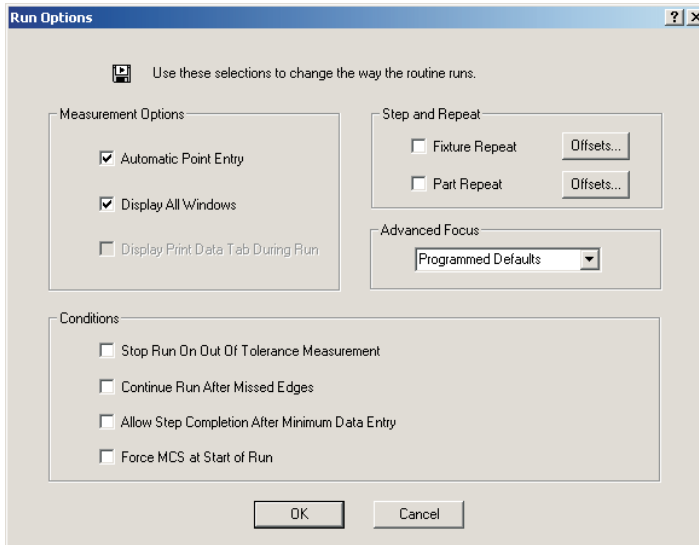 Run Options
Use these selections to change the way the routine runs.
Measurement Options
Automatic Point Entry
Display All Windows
Display Print Data Tab During Run
Step and Repeat
Fixture Repeat Offsets...
Part Repeat Offsets...
Advanced Focus
Programmed Defaults
Conditions
Stop Run On Out Of Tolerance Measurement
Continue Run After Missed Edges
Allow Step Completion After Minimum Data Entry
Force MCS at Start of Run
OK Cancel